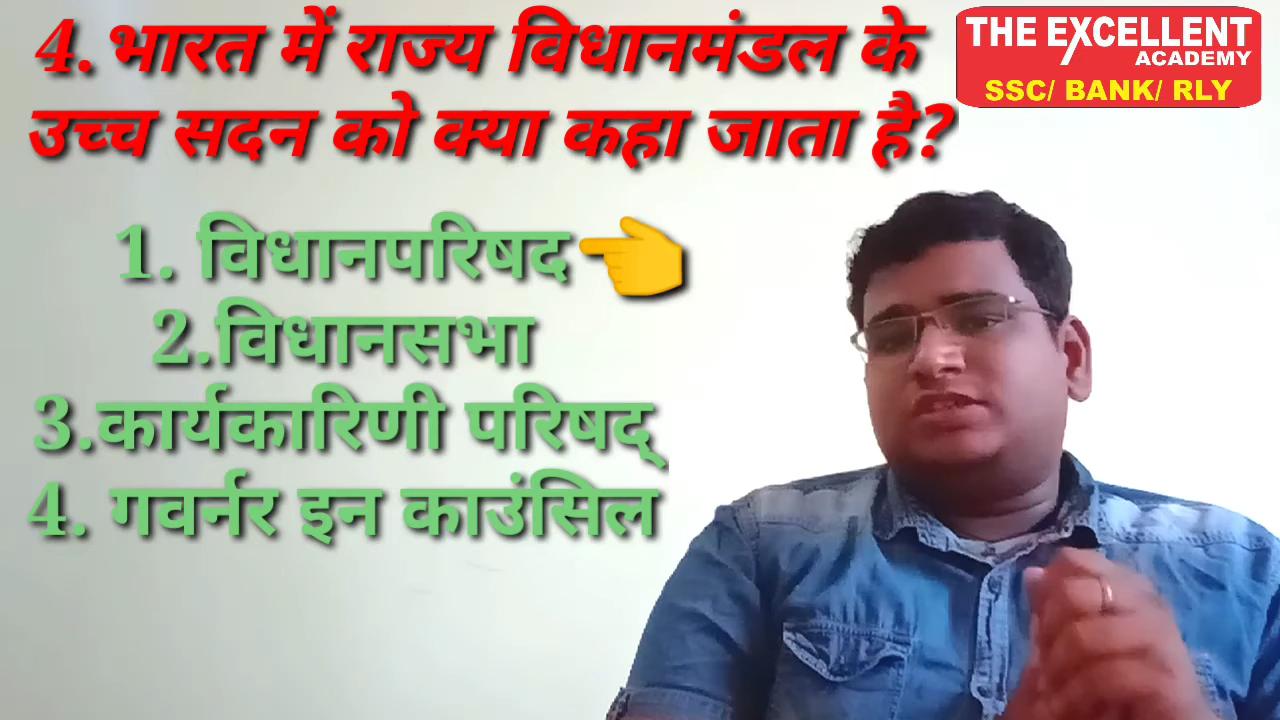 4. भारत में राज्य विधानमंडल के
उच्च सदन को क्या कहा जाता है?
THE EXCELLENT
ACADEMY
SSC/ BANK/ RLY
1. विधानपरिषद
2.विधानसभा
3.कार्यकारिणी परिषद्
4. गवर्नर इन काउंसिल